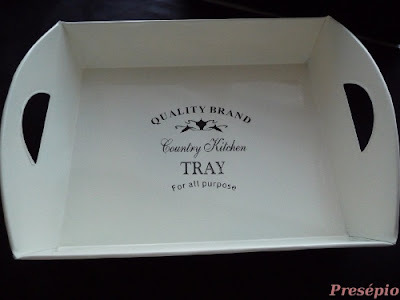 QUALITY BRAND
Country Kitchen
TRAY
For all purpose
Presépio